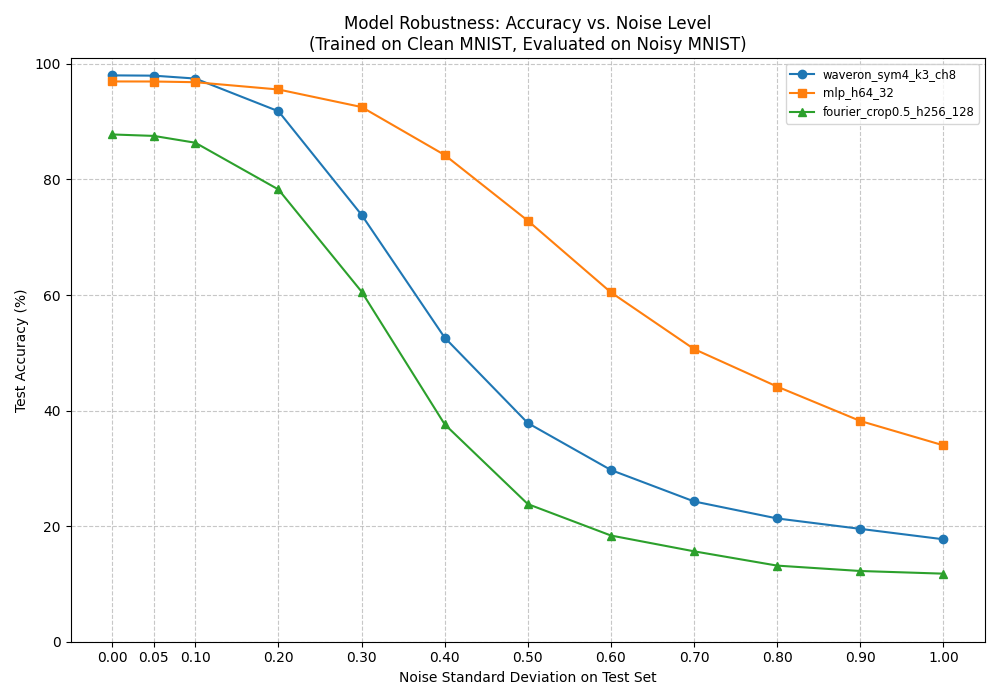 Model Robustness: Accuracy vs. Noise Level
(Trained on Clean MNIST, Evaluated on Noisy MNIST)
waveron_sym4_k3_ch8
mlp_h64_32
fourier_crop0.5_h256_128
Test Accuracy (%)
100
80
60
40
20
0
0.00 0.05 0.10 0.20 0.30 0.40 0.50 0.60 0.70 0.80 0.90 1.00
Noise Standard Deviation on Test Set